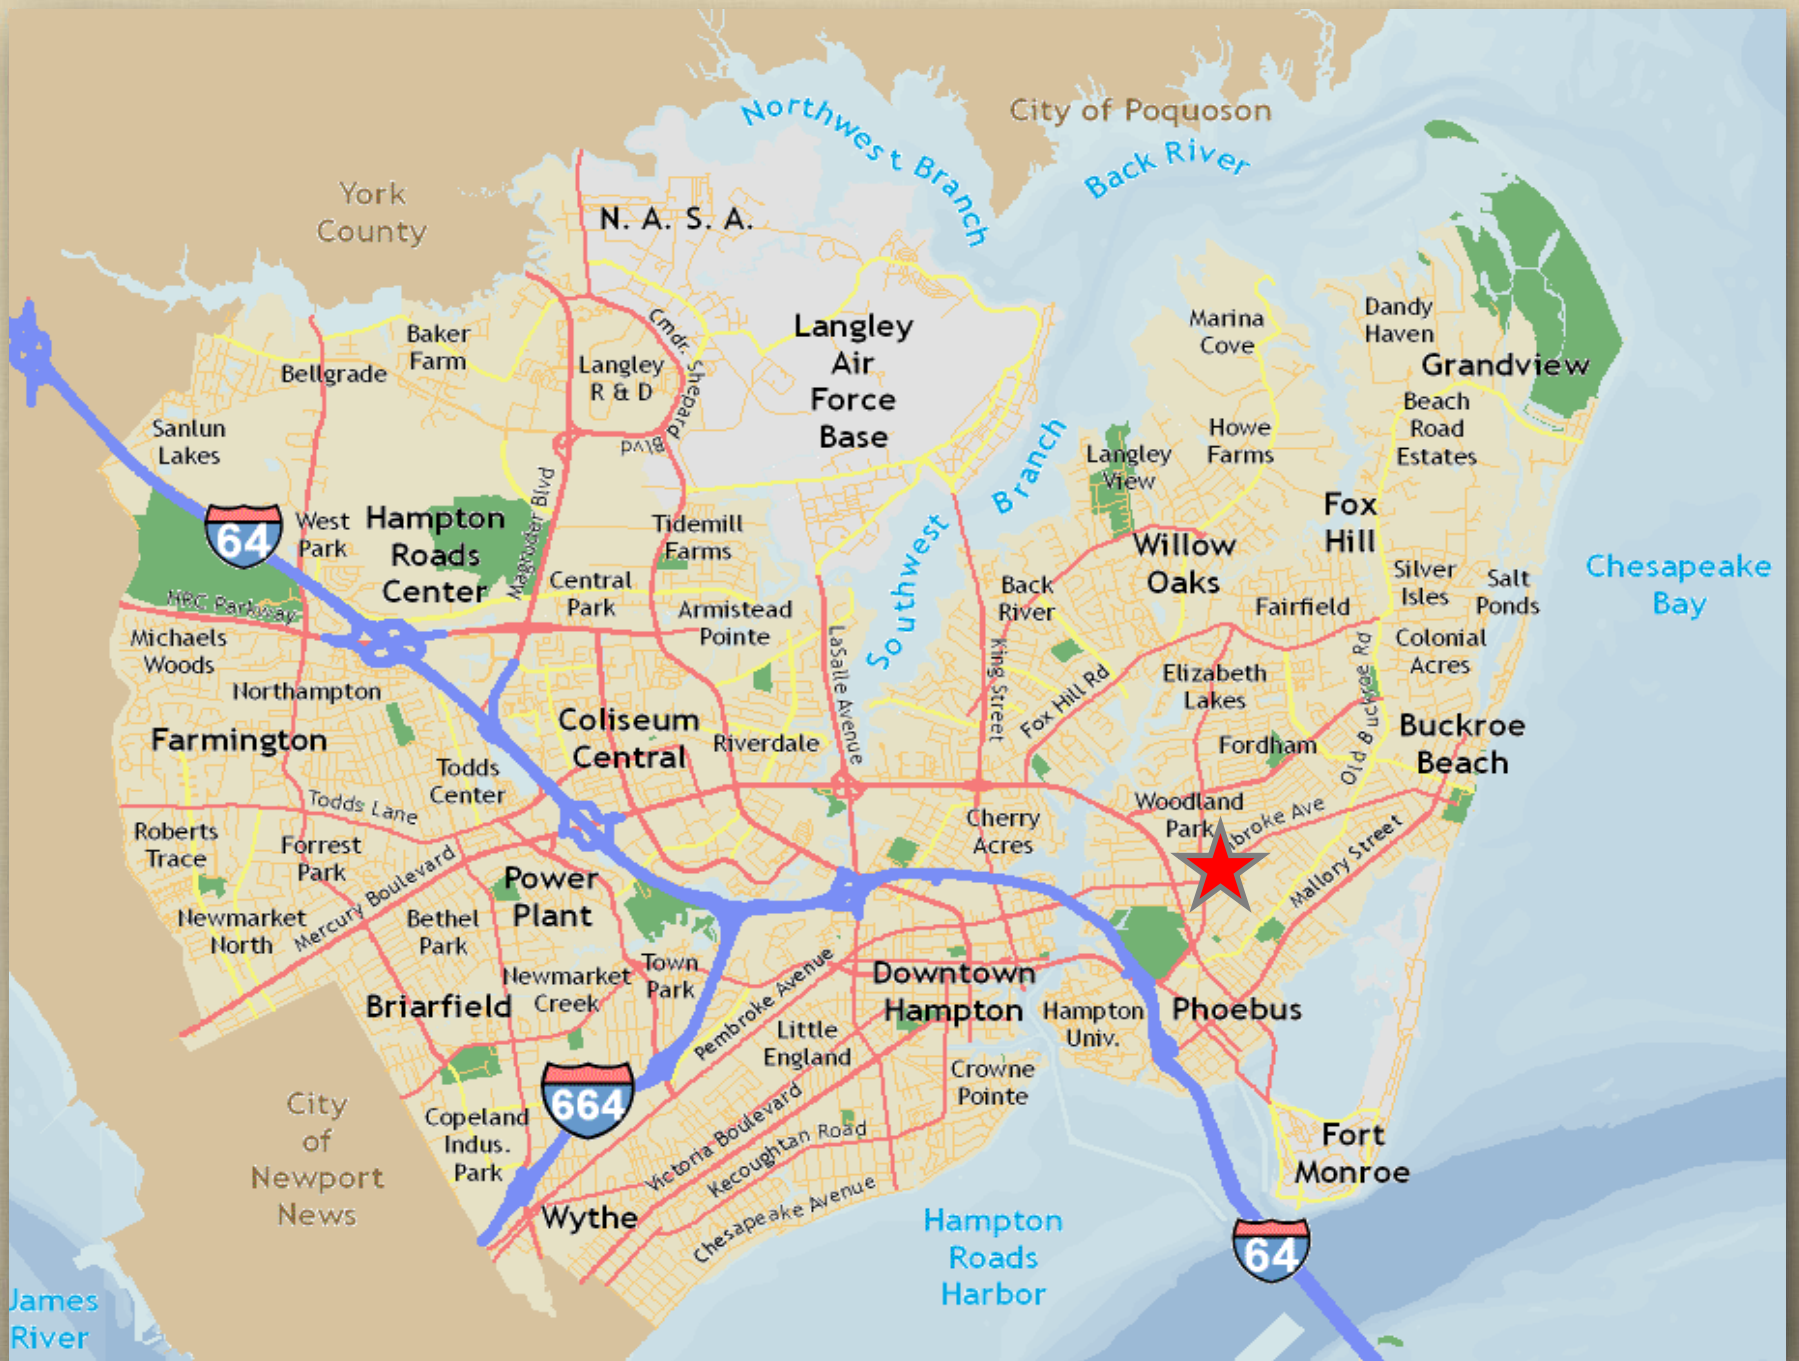 City of Poquoson
Northwest Branch
Back River
York
County
N. A. S. A.
Langley
Air
Force
Base
Cmdr. Shepard Blvd
Langley
R & D
Baker
Farm
Bellgrade
Marina
Cove
Dandy
Haven
Grandview
Beach
Road
Estates
Howe
Farms
Langley
View
Sanlun
Lakes
64
West
Park
Hampton
Roads
Center
Magruder Blvd
Tidemill
Farms
Southwest Branch
Fox
Hill
Willow
Oaks
Back
River
Central
Park
Armistead
Pointe
Fairfield
Silver
Isles
Salt
Ponds
Chesapeake
Bay
HRC Parkway
Michaels
Woods
Northampton
LaSalle Avenue
King Street
Fox Hill Rd
Elizabeth
Lakes
Old Buckroe Rd
Colonial
Acres
Farmington
Coliseum
Central
Riverdale
Fordham
Buckroe
Beach
Todds
Center
Todds Lane
Roberts
Trace
Forrest
Park
Cherry
Acres
Woodland
Park
mbroke Ave
Mallory Street
Mercury Boulevard
Power
Plant
Newmarket
North
Bethel
Park
Newmarket
Creek
Town
Park
Pembroke Avenue
Downtown
Hampton
Hampton
Univ.
Phoebus
Briarfield
Little
England
Crowne
Pointe
664
City
of
Newport
News
Copeland
Indus.
Park
Victoria Boulevard
Kecoughtan Road
Chesapeake Avenue
Wythe
Fort
Monroe
Hampton
Roads
Harbor
64
James
River